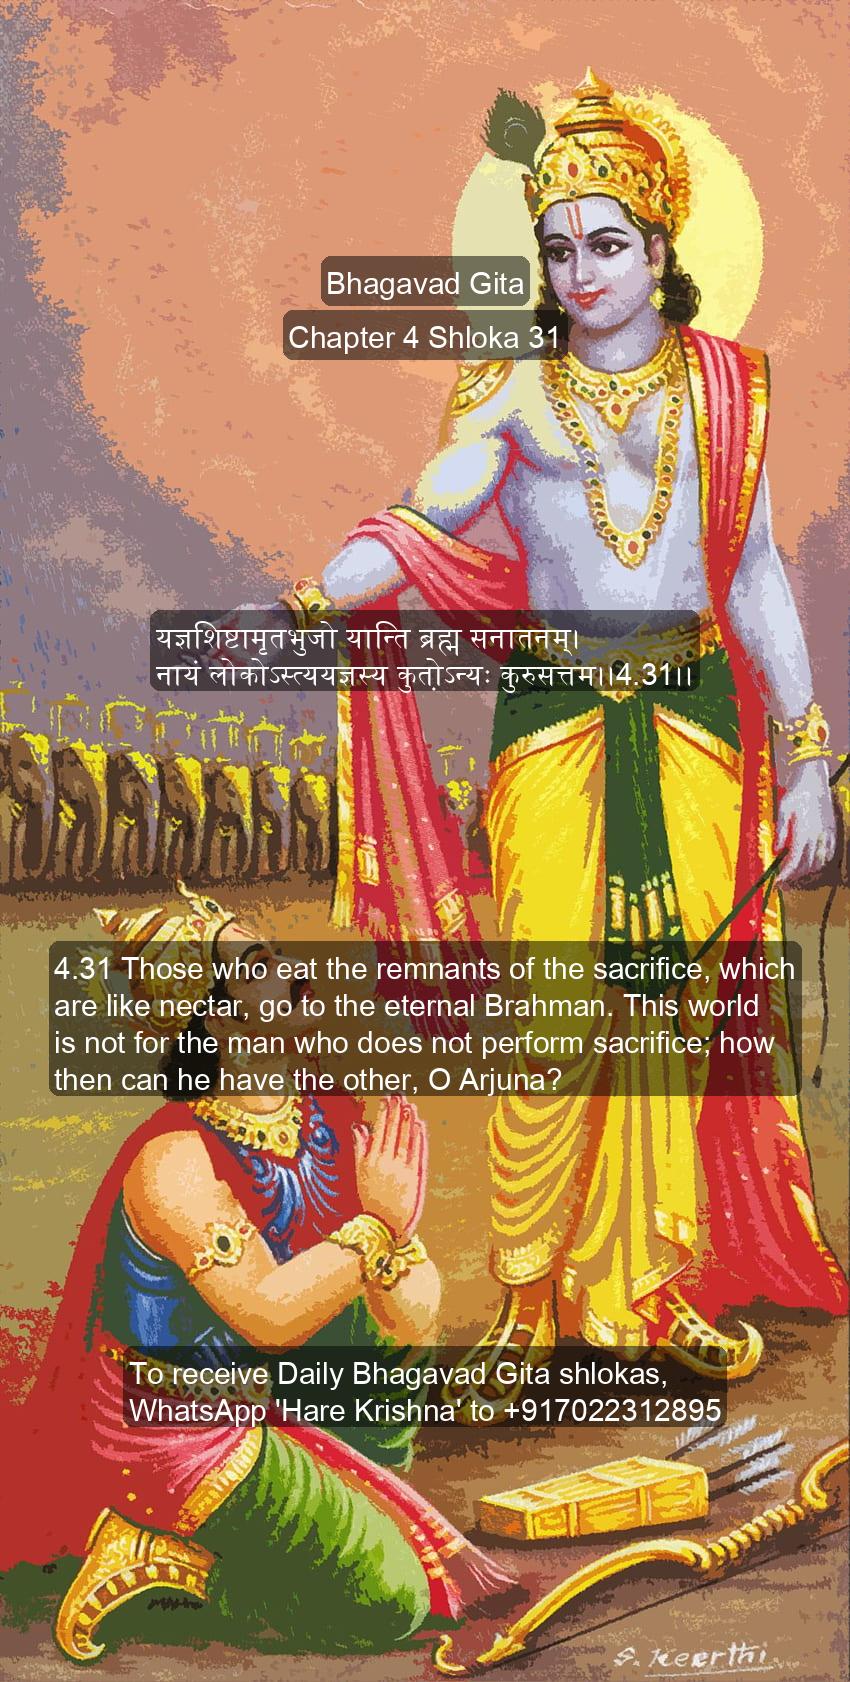 Bhagavad Gita
Chapter 4 Shloka 31
यज्ञशिष्टामृतभुजो यान्ति ब्रह्म सनातनम्।
नायं लोकोऽस्त्ययज्ञस्य कुतो़ऽन्यः कुरुसत्तम।।4.31।।
4.31 Those who eat the remnants of the sacrifice, which
are like nectar, go to the eternal Brahman. This world
is not for the man who does not perform sacrifice; how
then can he have the other, O Arjuna?
To receive Daily Bhagavad Gita shlokas,
WhatsApp 'Hare Krishna' to +917022312895
S. Keerthi